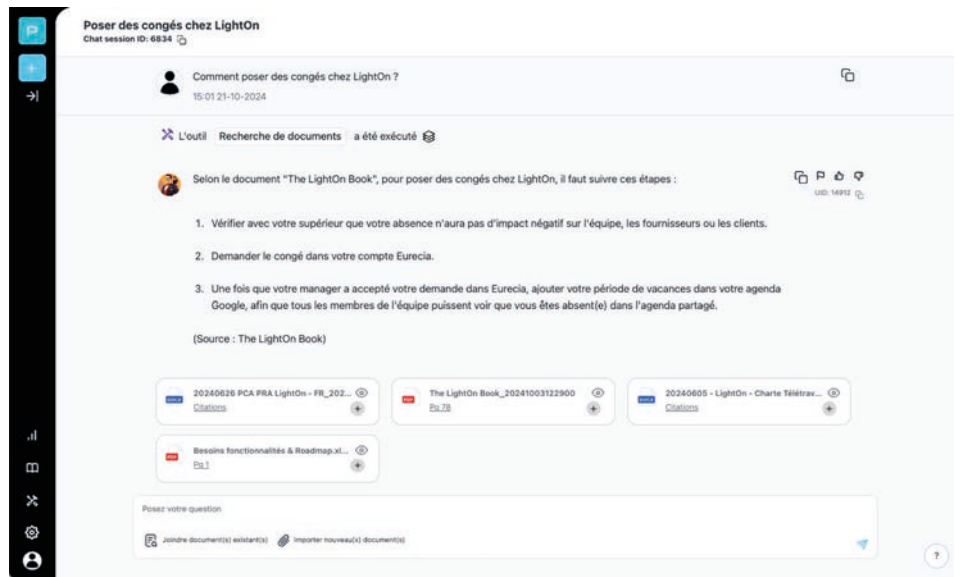 Poser des congés chez LightOn
Chat session ID: 6834
Comment poser des congés chez LightOn ?
15:01 21-10-2024
L'outil Recherche de documents a été exécuté
Selon le document "The LightOn Book", pour poser des congés chez LightOn, il faut suivre ces étapes :
UID: 14912
1. Vérifier avec votre supérieur que votre absence n'aura pas d'impact négatif sur l'équipe, les fournisseurs ou les clients.
2. Demander le congé dans votre compte Eurecia.
3. Une fois que votre manager a accepté votre demande dans Eurecia, ajouter votre période de vacances dans votre agenda
Google, afin que tous les membres de l'équipe puissent voir que vous êtes absent(e) dans l'agenda partagé.
(Source : The LightOn Book)
20240626 PCA PRA LightOn - FR_202...
Citations
PDF
The LightOn Book_20241003122900
Pg 78
20240605 - LightOn - Charte Télétrav...
Citations
PDF
Besoins fonctionnalités & Roadmap.xl...
Pg 1
Posez votre question
Joindre document(s) existant(s) Importer nouveau(x) document(s)
?